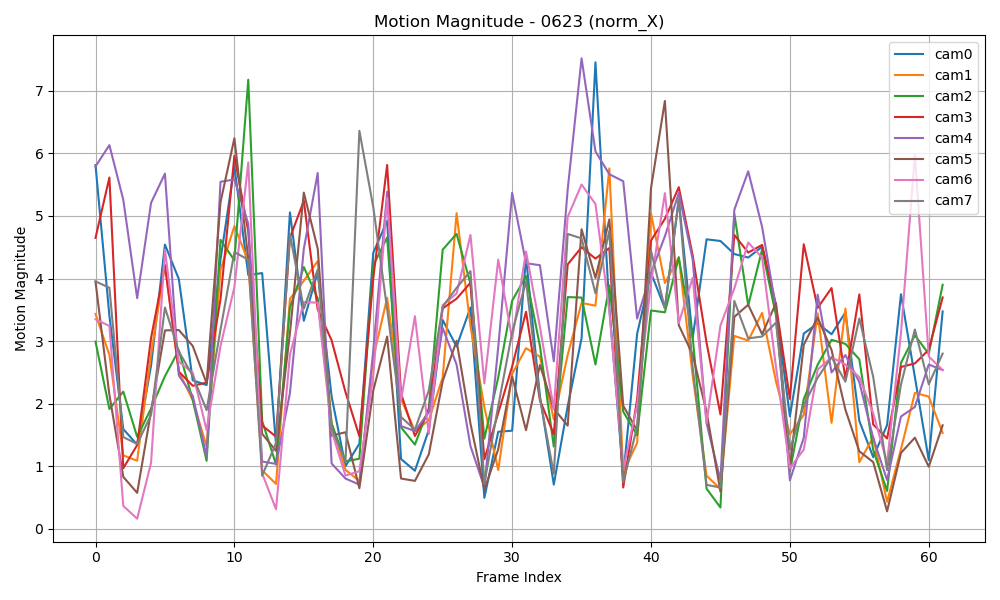 Motion Magnitude - 0623 (norm_X)
Motion Magnitude
7
6
5
4
3
2
1
0
0
10
20
30
40
50
60
Frame Index
cam0
cam1
cam2
cam3
cam4
cam5
cam6
cam7